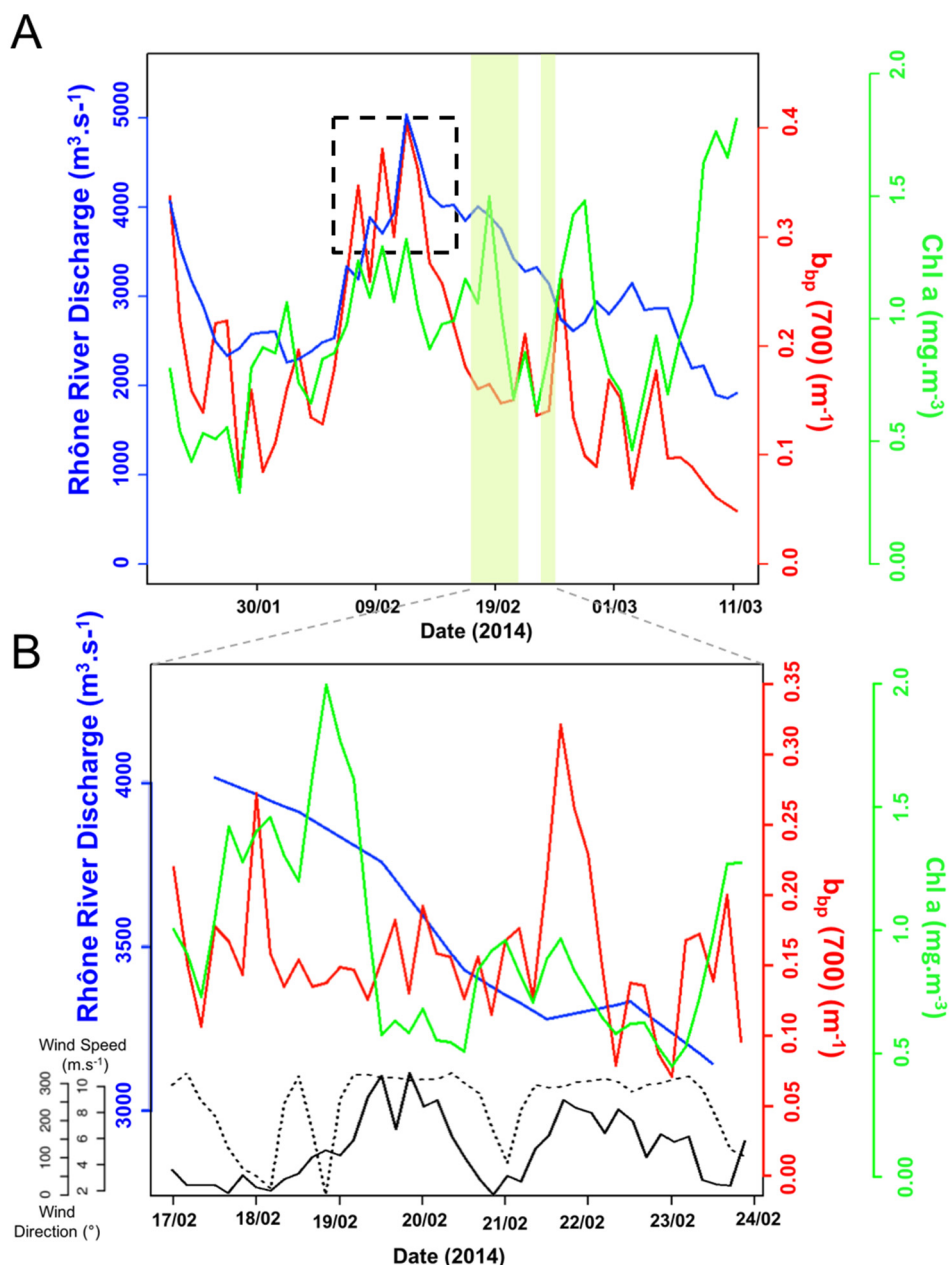 A
Rhône River Discharge (m³.s-¹)
0 1000 2000 3000 4000 5000
0.0 0.1 0.2 0.3 0.4
bbp (700) (m-1)
0.00 0.5 1.0 1.5 2.0
Chl a (mg.m-3)
30/01 09/02 19/02 01/03 11/03
Date (2014)
B
Rhône River Discharge (m³.s-¹)
3000 3500 4000
0.00 0.05 0.10 0.15 0.20 0.25 0.30 0.35
bbp (700) (m-1)
0.00 0.5 1.0 1.5 2.0
Chl a (mg.m-3)
Wind Speed
(m.s-1)
0 100 200 300
2 4 6 8 10
Wind
Direction (°)
17/02 18/02 19/02 20/02 21/02 22/02 23/02 24/02
Date (2014)